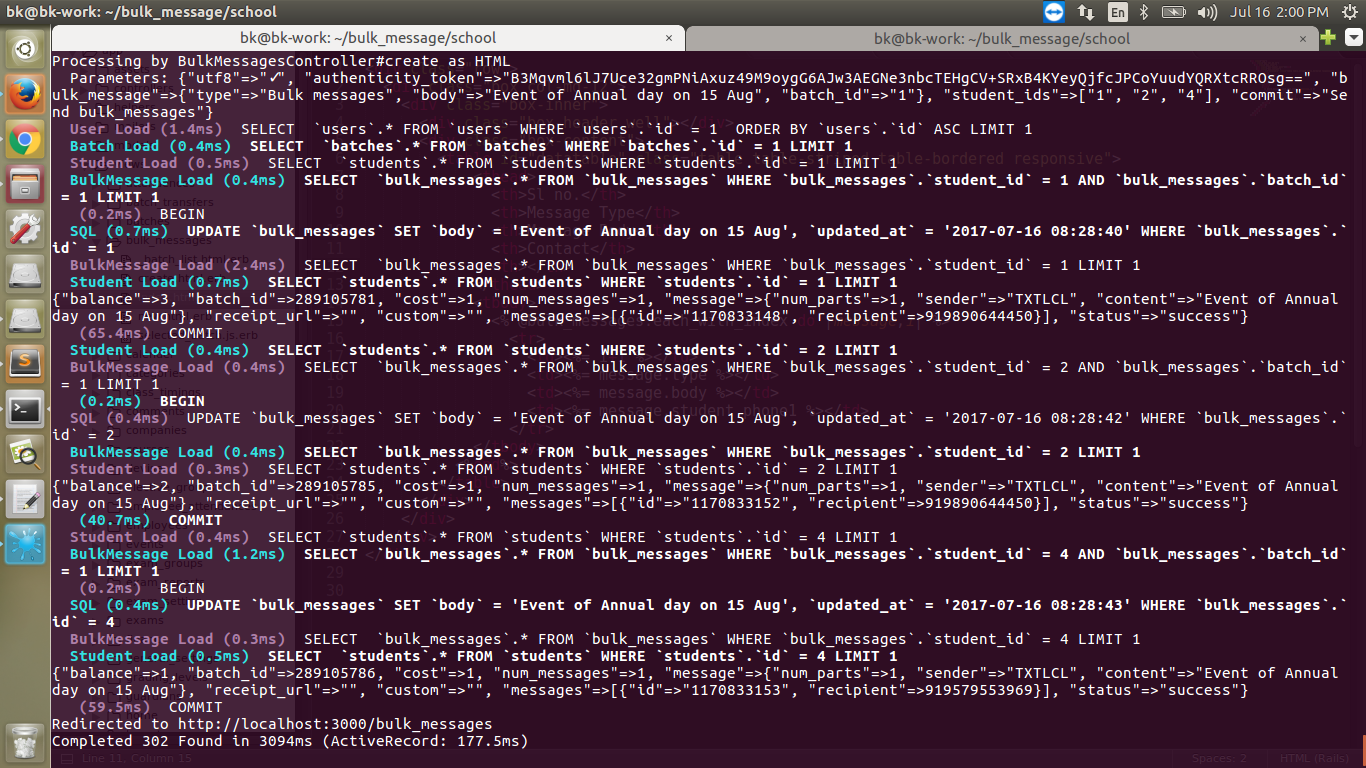 bk@bk-work: ~/bulk_message/school
En
Jul 16 2:00 PM
bk@bk-work: ~/bulk_message/school ×
bk@bk-work: ~/bulk_message/school ×
Processing by BulkMessagesController#create as HTML
Parameters: {"utf8"=>"✓", "authenticity_token"=>"B3Mqvml6lJ7Uce32gmPNiAxuz49M9oygG6AJw3AEGNe3nbcTEHgCV+SRxB4KYeyQjfcJPCoYuudYQRXtcRROsg==", "b
ulk_message"=>{"type"=>"Bulk messages", "body"=>"Event of Annual day on 15 Aug", "batch_id"=>"1"}, "student_ids"=>["1", "2", "4"], "commit"=>"Se
nd bulk_messages"}
User Load (1.4ms)  SELECT  `users`.* FROM `users` WHERE `users`.`id` = 1  ORDER BY `users`.`id` ASC LIMIT 1
Batch Load (0.4ms)  SELECT  `batches`.* FROM `batches` WHERE `batches`.`id` = 1 LIMIT 1
Student Load (0.5ms)  SELECT  `students`.* FROM `students` WHERE `students`.`id` = 1 LIMIT 1
BulkMessage Load (0.4ms)  SELECT  `bulk_messages`.* FROM `bulk_messages` WHERE `bulk_messages`.`student_id` = 1 AND `bulk_messages`.`batch_id`
= 1 LIMIT 1
(0.2ms)  BEGIN
SQL (0.7ms)  UPDATE `bulk_messages` SET `body` = 'Event of Annual day on 15 Aug', `updated_at` = '2017-07-16 08:28:40' WHERE `bulk_messages`.`
id` = 1
BulkMessage Load (2.4ms)  SELECT  `bulk_messages`.* FROM `bulk_messages` WHERE `bulk_messages`.`student_id` = 1 LIMIT 1
Student Load (0.7ms)  SELECT  `students`.* FROM `students` WHERE `students`.`id` = 1 LIMIT 1
{"balance"=>3, "batch_id"=>289105781, "cost"=>1, "num_messages"=>1, "message"=>{"num_parts"=>1, "sender"=>"TXTLCL", "content"=>"Event of Annual
day on 15 Aug"}, "receipt_url"=>"", "custom"=>"", "messages"=>[{"id"=>"1170833148", "recipient"=>919890644450}], "status"=>"success"}
(65.4ms)  COMMIT
Student Load (0.4ms)  SELECT  `students`.* FROM `students` WHERE `students`.`id` = 2 LIMIT 1
BulkMessage Load (0.4ms)  SELECT  `bulk_messages`.* FROM `bulk_messages` WHERE `bulk_messages`.`student_id` = 2 AND `bulk_messages`.`batch_id`
= 1 LIMIT 1
(0.2ms)  BEGIN
SQL (0.4ms)  UPDATE `bulk_messages` SET `body` = 'Event of Annual day on 15 Aug', `updated_at` = '2017-07-16 08:28:42' WHERE `bulk_messages`.`
id` = 2
BulkMessage Load (0.4ms)  SELECT  `bulk_messages`.* FROM `bulk_messages` WHERE `bulk_messages`.`student_id` = 2 LIMIT 1
Student Load (0.3ms)  SELECT  `students`.* FROM `students` WHERE `students`.`id` = 2 LIMIT 1
{"balance"=>2, "batch_id"=>289105785, "cost"=>1, "num_messages"=>1, "message"=>{"num_parts"=>1, "sender"=>"TXTLCL", "content"=>"Event of Annual
day on 15 Aug"}, "receipt_url"=>"", "custom"=>"", "messages"=>[{"id"=>"1170833152", "recipient"=>919890644450}], "status"=>"success"}
(40.7ms)  COMMIT
Student Load (0.4ms)  SELECT  `students`.* FROM `students` WHERE `students`.`id` = 4 LIMIT 1
BulkMessage Load (1.2ms)  SELECT  `bulk_messages`.* FROM `bulk_messages` WHERE `bulk_messages`.`student_id` = 4 AND `bulk_messages`.`batch_id`
= 1 LIMIT 1
(0.2ms)  BEGIN
SQL (0.4ms)  UPDATE `bulk_messages` SET `body` = 'Event of Annual day on 15 Aug', `updated_at` = '2017-07-16 08:28:43' WHERE `bulk_messages`.`
id` = 4
BulkMessage Load (0.3ms)  SELECT  `bulk_messages`.* FROM `bulk_messages` WHERE `bulk_messages`.`student_id` = 4 LIMIT 1
Student Load (0.5ms)  SELECT  `students`.* FROM `students` WHERE `students`.`id` = 4 LIMIT 1
{"balance"=>1, "batch_id"=>289105786, "cost"=>1, "num_messages"=>1, "message"=>{"num_parts"=>1, "sender"=>"TXTLCL", "content"=>"Event of Annual
day on 15 Aug"}, "receipt_url"=>"", "custom"=>"", "messages"=>[{"id"=>"1170833153", "recipient"=>919579553969}], "status"=>"success"}
(59.5ms)  COMMIT
Redirected to http://localhost:3000/bulk_messages
Completed 302 Found in 3094ms (ActiveRecord: 177.5ms)
Line 11, Column 15
Spaces: 2
HTML (Rails)